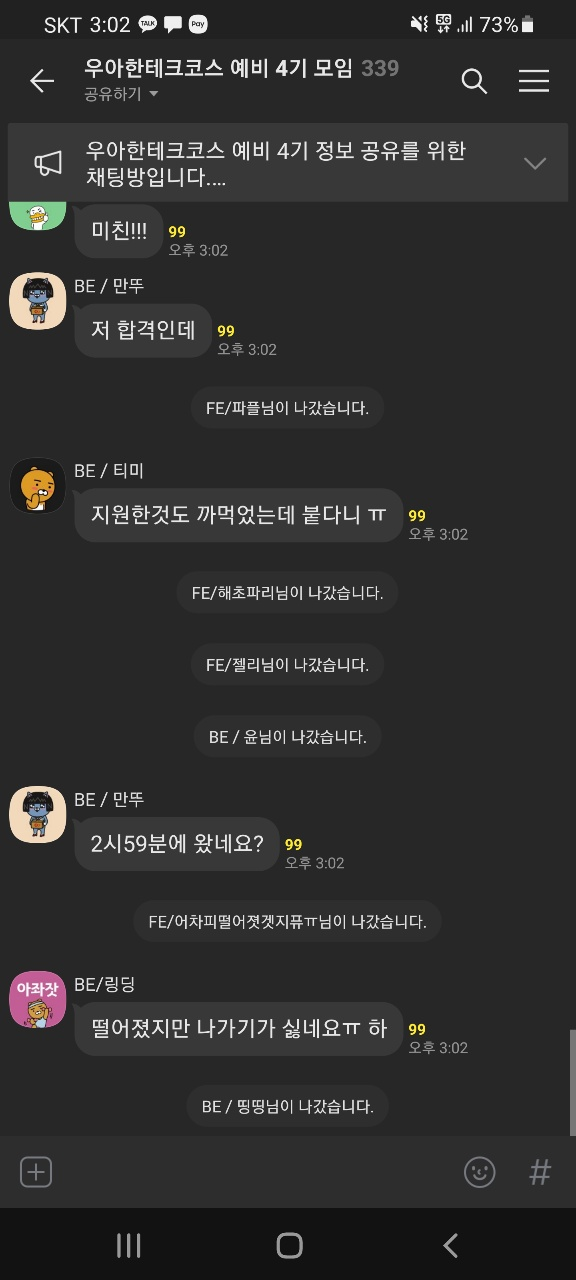 SKT 3:02 TALK Pay 5G 73%
우아한테크코스 예비 4기 모임 339
공유하기
우아한테크코스 예비 4기 정보 공유를 위한
채팅방입니다....
미친!!! 99
오후 3:02
BE / 만뚜
저 합격인데 99
오후 3:02
FE/파플님이 나갔습니다.
BE / 티미
지원한것도 까먹었는데 붙다니 ㅠ 99
오후 3:02
FE/해초파리님이 나갔습니다.
FE/젤리님이 나갔습니다.
BE / 윤님이 나갔습니다.
BE / 만뚜
2시59분에 왔네요? 99
오후 3:02
FE/어차피떨어졋겟지퓨ㅠ님이 나갔습니다.
아좌잣
BE/링딩
떨어졌지만 나가기가 싫네요ㅠ 하 99
오후 3:02
BE / 띵띵님이 나갔습니다.
#